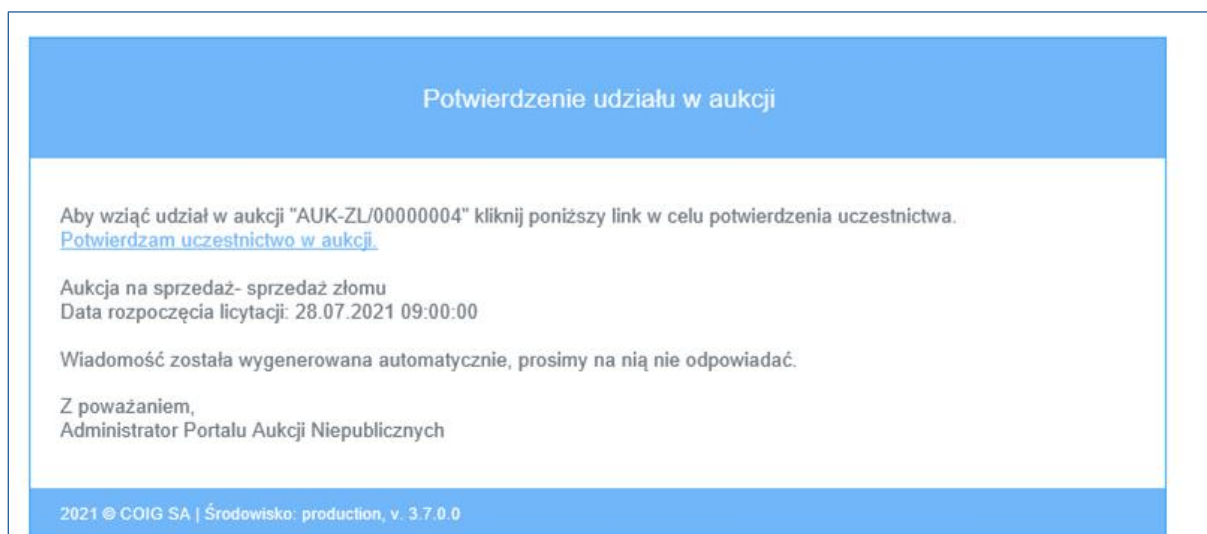 Potwierdzenie udziału w aukcji
Aby wziąć udział w aukcji "AUK-ZL/00000004" kliknij poniższy link w celu potwierdzenia uczestnictwa.
Potwierdzam uczestnictwo w aukcji.
Aukcja na sprzedaż- sprzedaż złomu
Data rozpoczęcia licytacji: 28.07.2021 09:00:00
Wiadomość została wygenerowana automatycznie, prosimy na nią nie odpowiadać.
Z poważaniem,
Administrator Portalu Aukcji Niepublicznych
2021 © COIG SA | Środowisko: production, v. 3.7.0.0